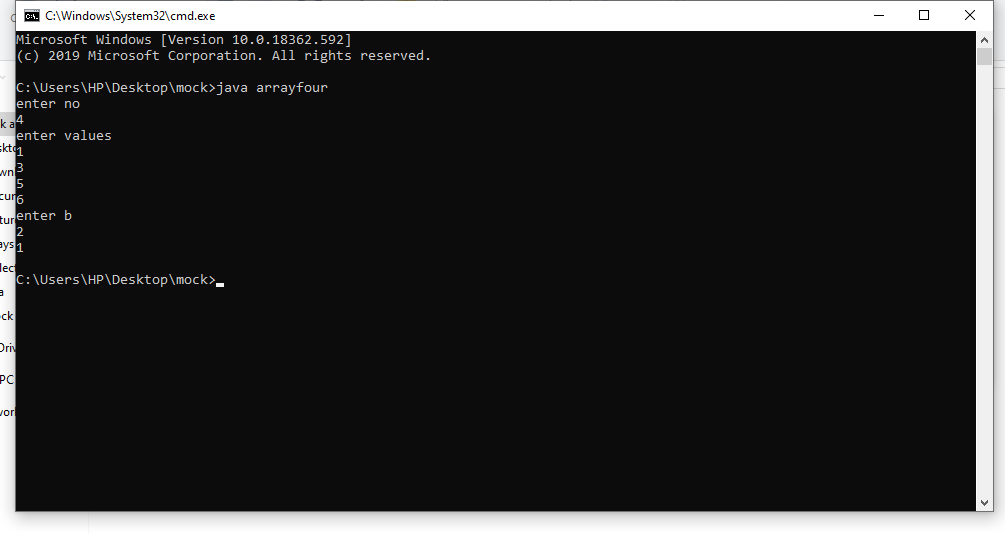 C:\Windows\System32\cmd.exe
Microsoft Windows [Version 10.0.18362.592]
(c) 2019 Microsoft Corporation. All rights reserved.
C:\Users\HP\Desktop\mock>java arrayfour
enter no
4
enter values
1
3
5
6
enter b
2
1
C:\Users\HP\Desktop\mock>